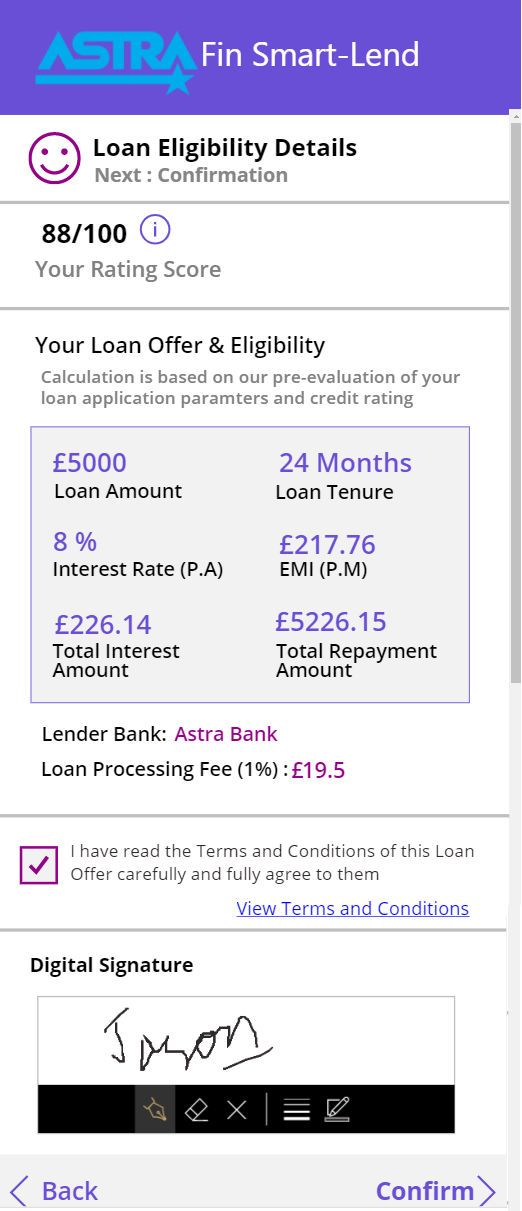 ASTRA Fin Smart-Lend
Loan Eligibility Details
Next : Confirmation
88/100 i
Your Rating Score
Your Loan Offer & Eligibility
Calculation is based on our pre-evaluation of your
loan application paramters and credit rating
£5000 24 Months
Loan Amount Loan Tenure
8 % £217.76
Interest Rate (P.A) EMI (P.M)
£226.14 £5226.15
Total Interest Total Repayment
Amount Amount
Lender Bank: Astra Bank
Loan Processing Fee (1%) : £19.5
I have read the Terms and Conditions of this Loan
Offer carefully and fully agree to them
View Terms and Conditions
Digital Signature
Back Confirm